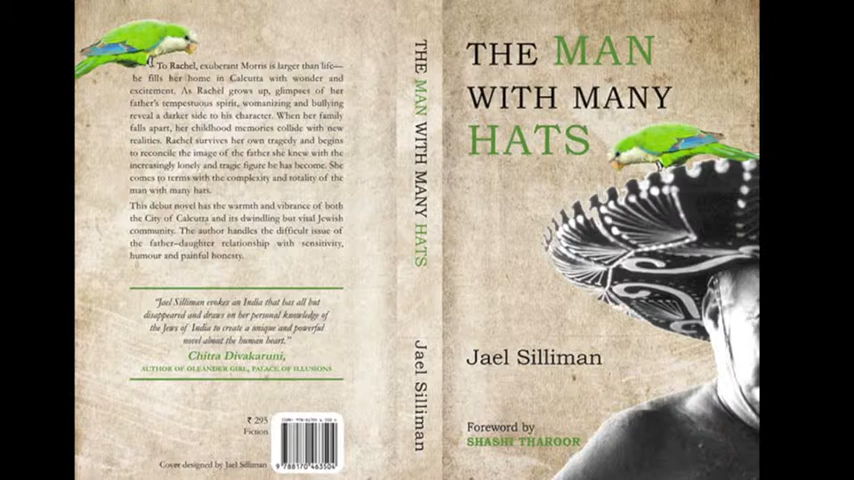 To Rachel, exuberant Morris is larger than life—
he fills her home in Calcutta with wonder and
excitement. As Rachel grows up, glimpses of her
father's tempestuous spirit, womanizing and bullying
reveal a darker side to his character. When her family
falls apart, her childhood memories collide with new
realities. Rachel survives her own tragedy and begins
to reconcile the image of the father she knew with the
increasingly lonely and tragic figure he has become. She
comes to terms with the complexity and totality of the
man with many hats.
This debut novel has the warmth and vibrance of both
the City of Calcutta and its dwindling but vital Jewish
community. The author handles the difficult issue of
the father–daughter relationship with sensitivity,
humour and painful honesty.
"Jael Silliman evokes an India that has all but
disappeared and draws on her personal knowledge of
the Jews of India to create a unique and powerful
novel about the human heart."
Chitra Divakaruni,
AUTHOR OF OLEANDER GIRL, PALACE OF ILLUSIONS
₹ 295
Fiction
Cover designed by Jael Silliman
9 788170 463504
THE MAN WITH MANY HATS
Jael Silliman
THE MAN
WITH MANY
HATS
Jael Silliman
Foreword by
SHASHI THAROOR